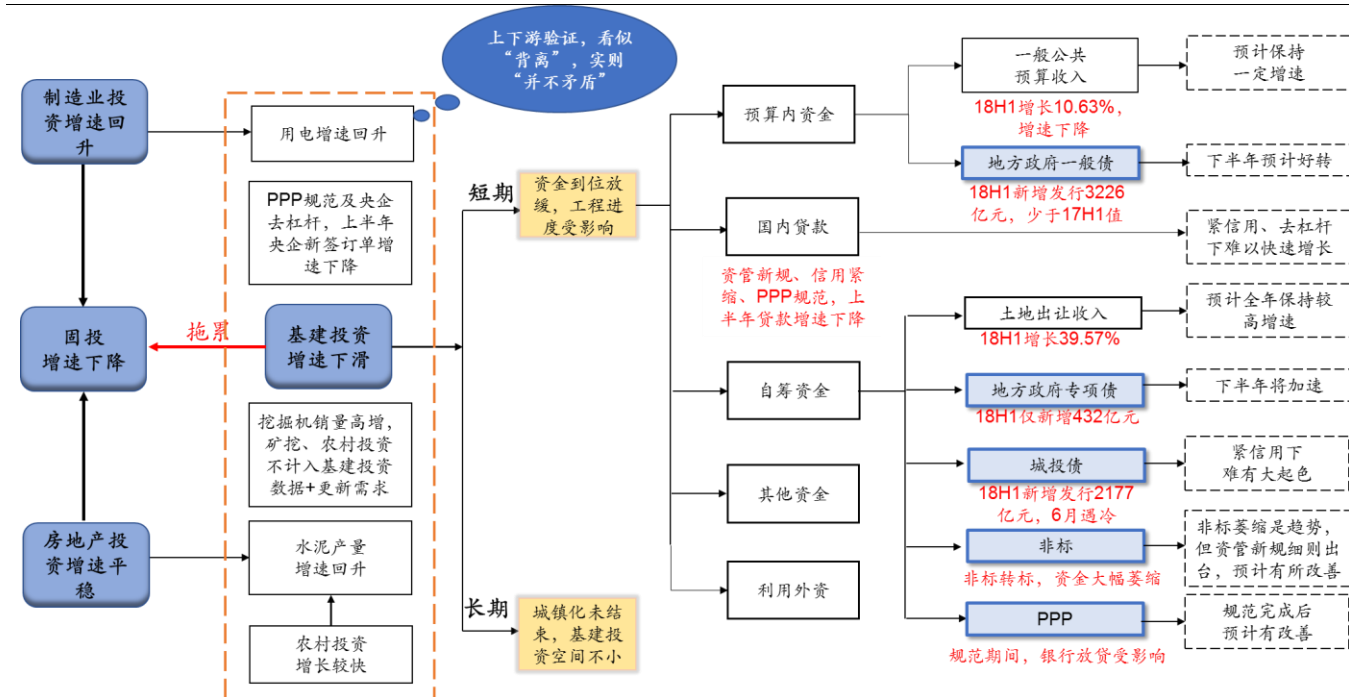 上下游验证，看似
“背离”，实则
“并不矛盾”
制造业投
资增速回
升
用电增速回升
PPP规范及央企
去杠杆，上半年
央企新签订单增
速下降
固投
增速下降
拖累
基建投资
增速下滑
挖掘机销量高增，
矿挖、农村投资
不计入基建投资
数据+更新需求
房地产投
资增速平
稳
水泥产量
增速回升
农村投资
增长较快
短期
资金到位放
缓，工程进
度受影响
长期
城镇化未结
束，基建投
资空间不小
预算内资金
国内贷款
资管新规、信用紧
缩、PPP规范，上
半年贷款增速下降
自筹资金
其他资金
利用外资
一般公共
预算收入
18H1增长10.63%，
增速下降
预计保持
一定增速
地方政府一般债
18H1新增发行3226
亿元，少于17H1值
下半年预计好转
紧信用、去杠杆
下难以快速增长
土地出让收入
18H1增长39.57%
预计全年保持较
高增速
地方政府专项债
18H1仅新增432亿元
下半年将加速
城投债
18H1新增发行2177
亿元，6月遇冷
紧信用下
难有大起色
非标
非标转标，资金大幅萎缩
非标萎缩是趋势，
但资管新规细则出
台，预计有所改善
PPP
规范期间，银行放贷受影响
规范完成后
预计有改善